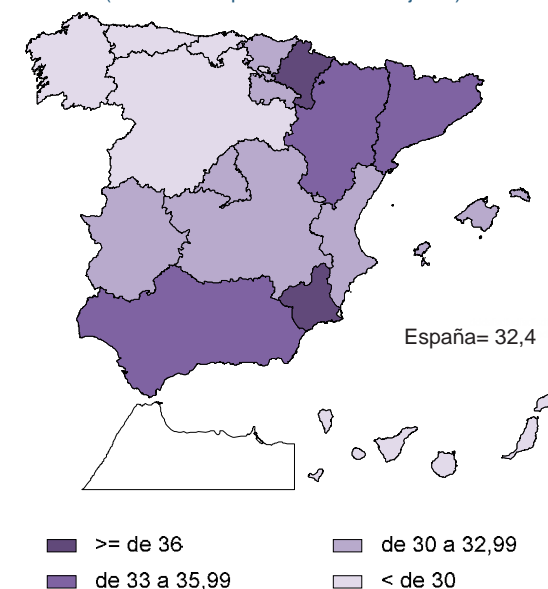 España= 32,4
>= de 36
de 30 a 32,99
de 33 a 35,99
< de 30